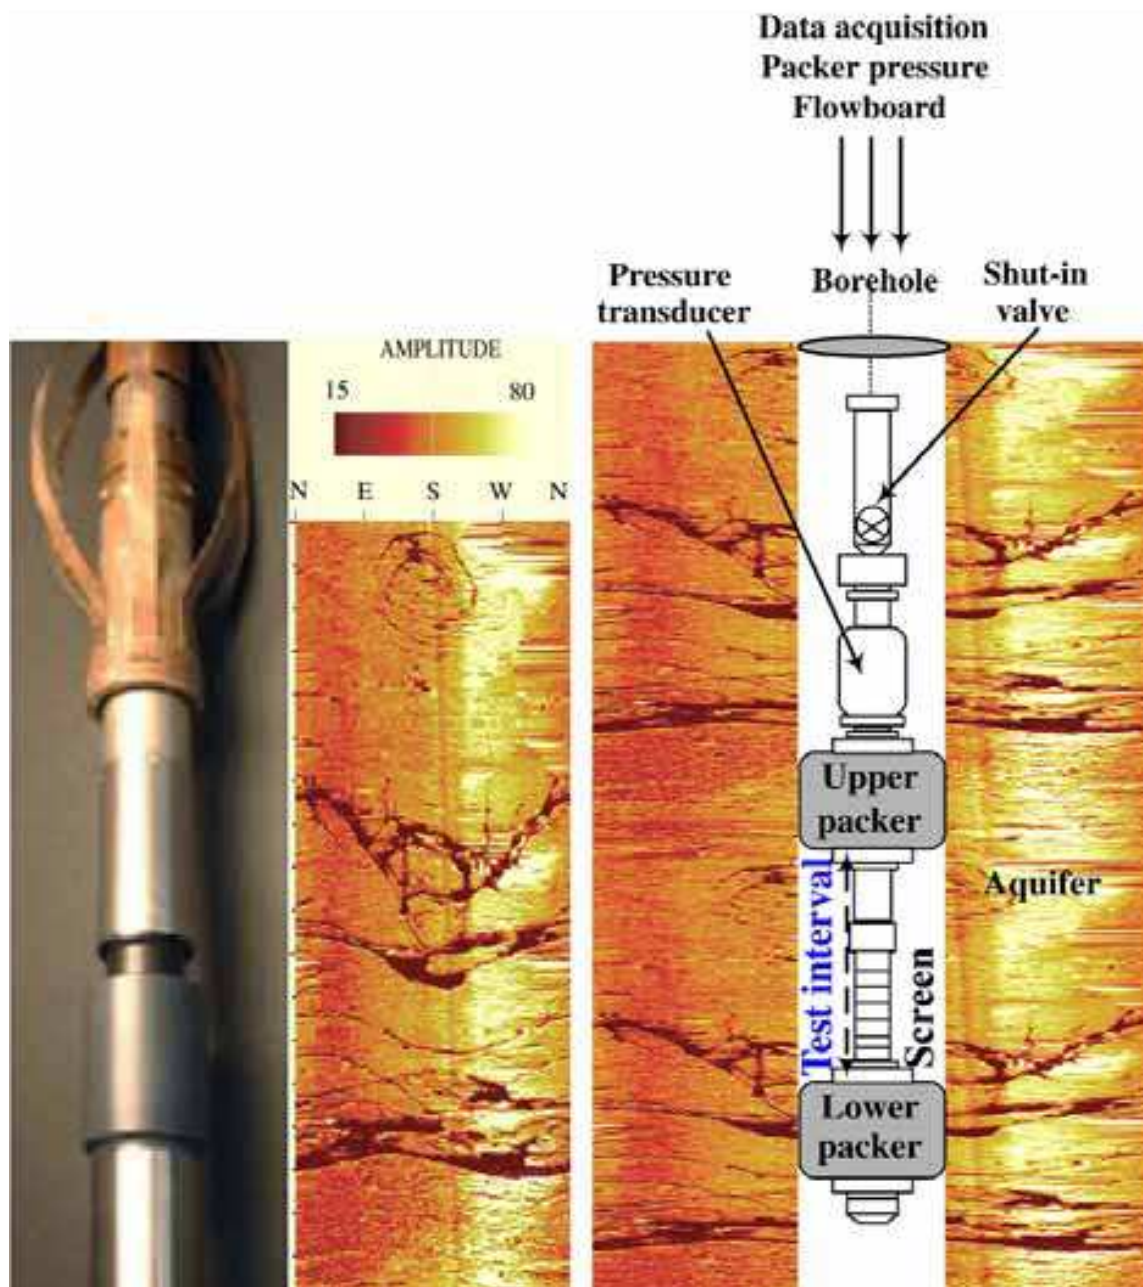 Data acquisition
Packer pressure
Flowboard
Pressure
transducer
Borehole
Shut-in
valve
AMPLITUDE
15 80
N E S W N
Upper
packer
Test interval
Aquifer
Screen
Lower
packer